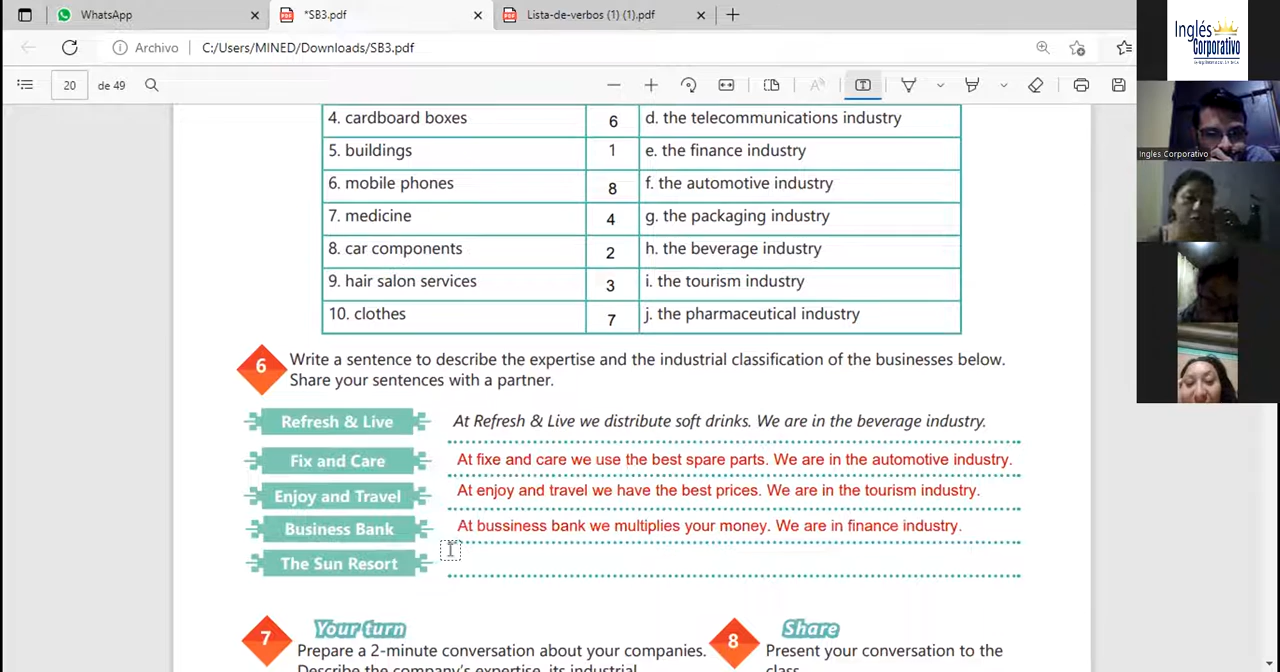 WhatsApp
*SB3.pdf
Lista-de-verbos (1) (1).pdf
Archivo
C:/Users/MINED/Downloads/SB3.pdf
20 de 49
4. cardboard boxes 6 d. the telecommunications industry
5. buildings 1 e. the finance industry
6. mobile phones 8 f. the automotive industry
7. medicine 4 g. the packaging industry
8. car components 2 h. the beverage industry
9. hair salon services 3 i. the tourism industry
10. clothes 7 j. the pharmaceutical industry
6 Write a sentence to describe the expertise and the industrial classification of the businesses below.
Share your sentences with a partner.
Refresh & Live At Refresh & Live we distribute soft drinks. We are in the beverage industry.
Fix and Care At fixe and care we use the best spare parts. We are in the automotive industry.
Enjoy and Travel At enjoy and travel we have the best prices. We are in the tourism industry.
Business Bank At bussiness bank we multiplies your money. We are in finance industry.
The Sun Resort
7 Your turn
Prepare a 2-minute conversation about your companies.
Describe the company's expertise, its industrial
8 Share
Present your conversation to the
class.
Inglés
Corporativo
Ingles Corporativo